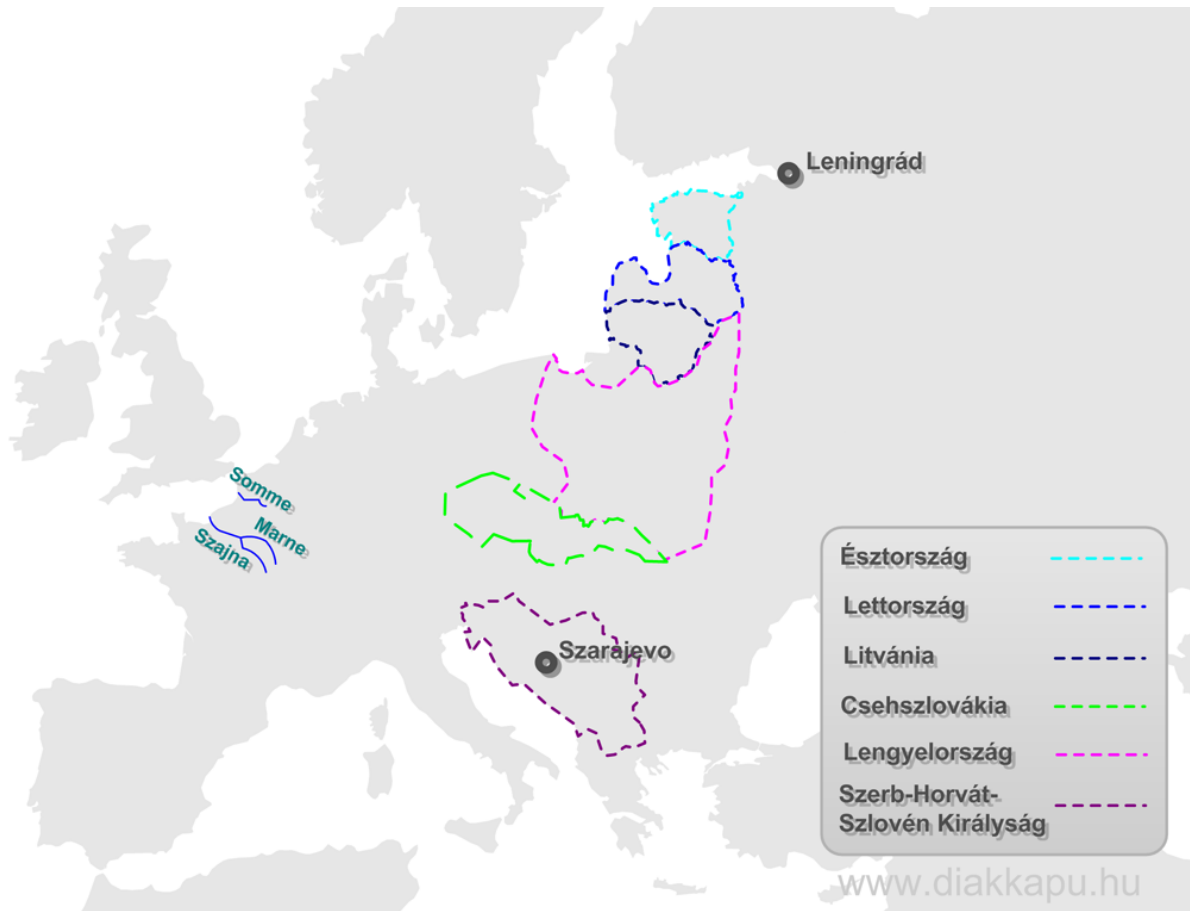 Leningrád
Somme
Marne
Szajna
Szarajevo
Észtország
Lettország
Litvánia
Csehszlovákia
Lengyelország
Szerb-Horvát-
Szlovén Királyság
www.diakkapu.hu